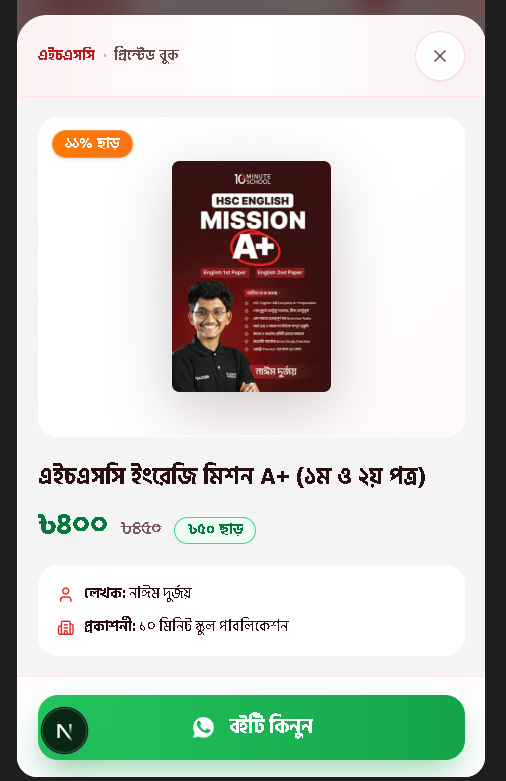 এইচএসসি • প্রিন্টেড বুক
১১% ছাড়
10 MINUTE SCHOOL
HSC ENGLISH
MISSION
A+
English 1st Paper English 2nd Paper
TEACHER
নাঈম দুর্জয়
এইচএসসি ইংরেজি মিশন A+ (১ম ও ২য় পত্র)
৳৪০০ ৳৪৫০ ৳৫০ ছাড়
লেখক: নাঈম দুর্জয়
প্রকাশনী: ১০ মিনিট স্কুল পাবলিকেশন
N বইটি কিনুন